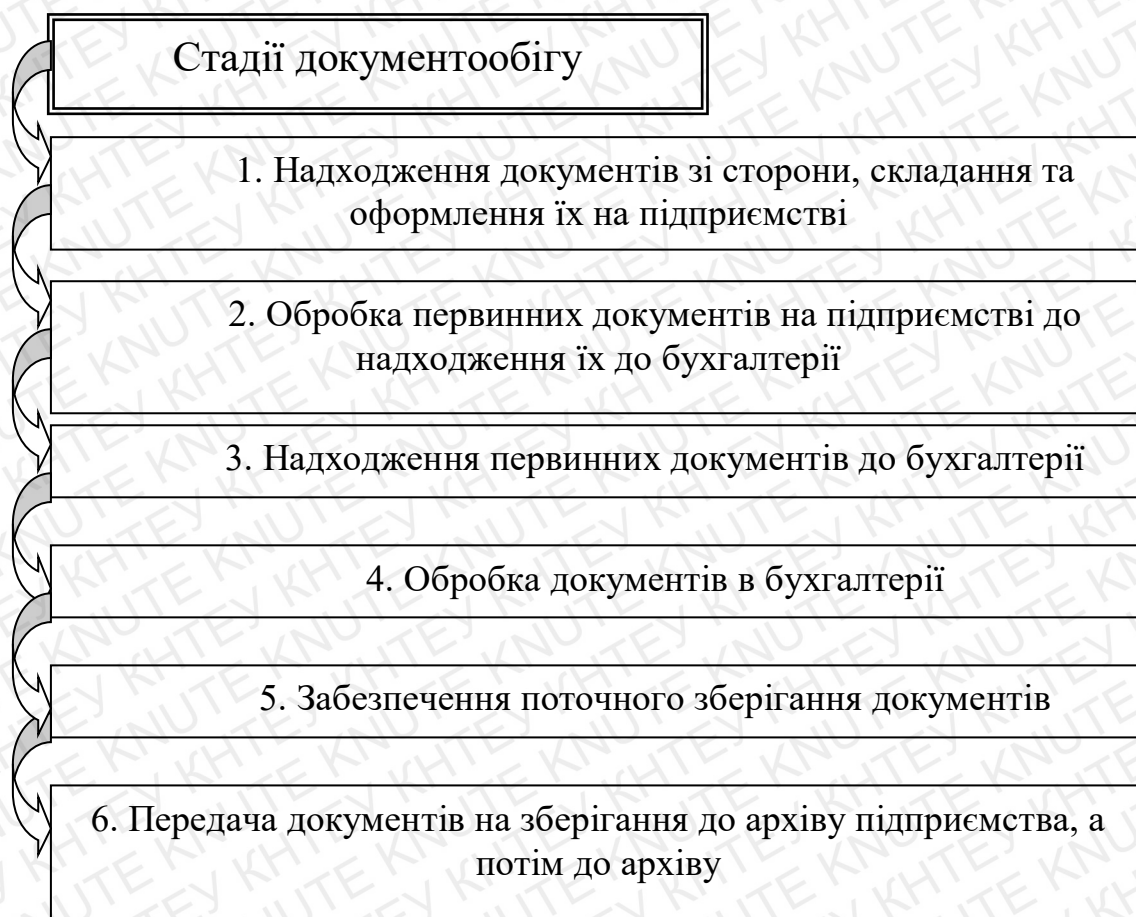 Стадії документообігу
1. Надходження документів зі сторони, складання та
оформлення їх на підприємстві
2. Обробка первинних документів на підприємстві до
надходження їх до бухгалтерії
3. Надходження первинних документів до бухгалтерії
4. Обробка документів в бухгалтерії
5. Забезпечення поточного зберігання документів
6. Передача документів на зберігання до архіву підприємства, а
потім до архіву